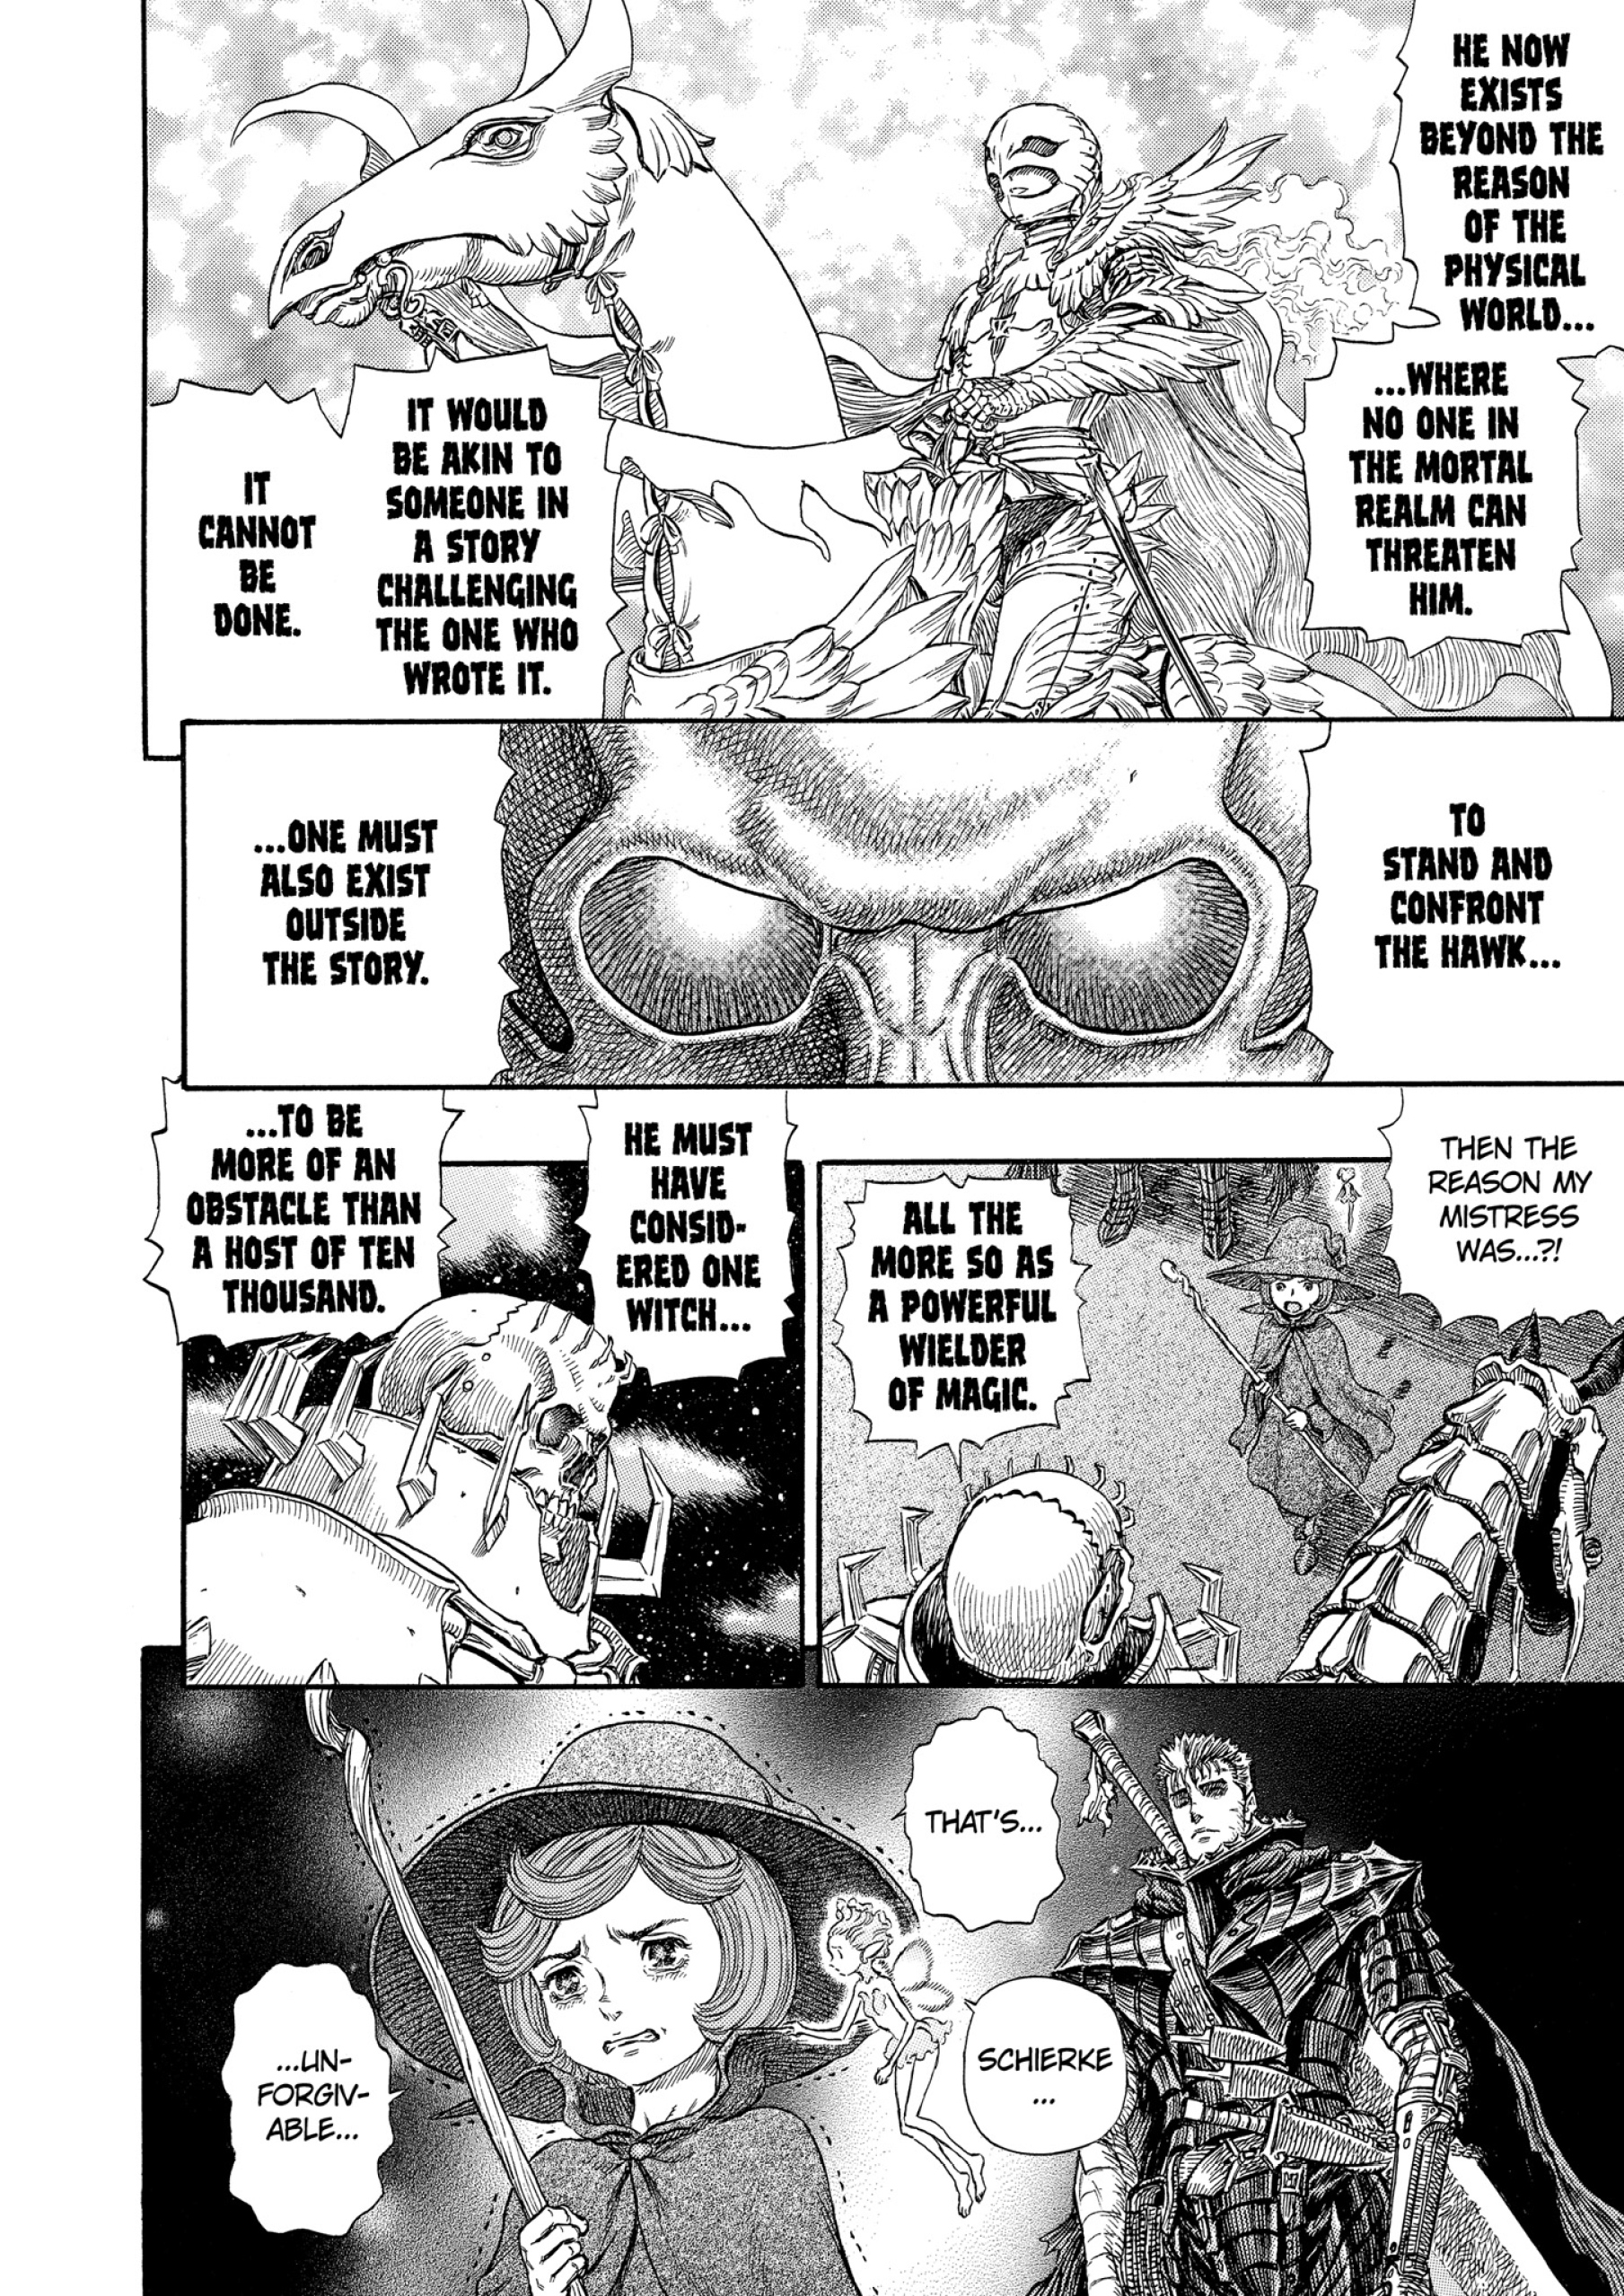 HE NOW
EXISTS
BEYOND THE
REASON
OF THE
PHYSICAL
WORLD...
...WHERE
NO ONE IN
THE MORTAL
REALM CAN
THREATEN
HIM.
IT WOULD
BE AKIN TO
SOMEONE IN
A STORY
CHALLENGING
THE ONE WHO
WROTE IT.
IT
CANNOT
BE
DONE.
TO
STAND AND
CONFRONT
THE HAWK...
...ONE MUST
ALSO EXIST
OUTSIDE
THE STORY.
THEN THE
REASON MY
MISTRESS
WAS...?!
ALL THE
MORE SO AS
A POWERFUL
WIELDER
OF MAGIC.
HE MUST
HAVE
CONSID-
ERED ONE
WITCH...
...TO BE
MORE OF AN
OBSTACLE THAN
A HOST OF TEN
THOUSAND.
THAT'S...
SCHIERKE
...
...UN-
FORGIV-
ABLE...